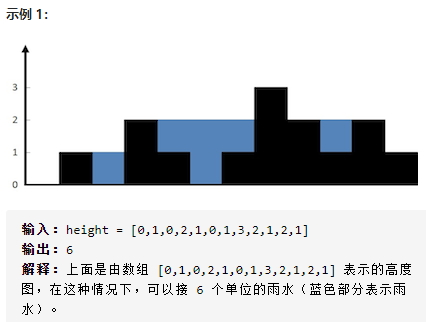 示例 1：
3
2
1
0
输入：height = [0,1,0,2,1,0,1,3,2,1,2,1]
输出：6
解释：上面是由数组 [0,1,0,2,1,0,1,3,2,1,2,1] 表示的高度
图，在这种情况下，可以接 6 个单位的雨水（蓝色部分表示雨
水）。